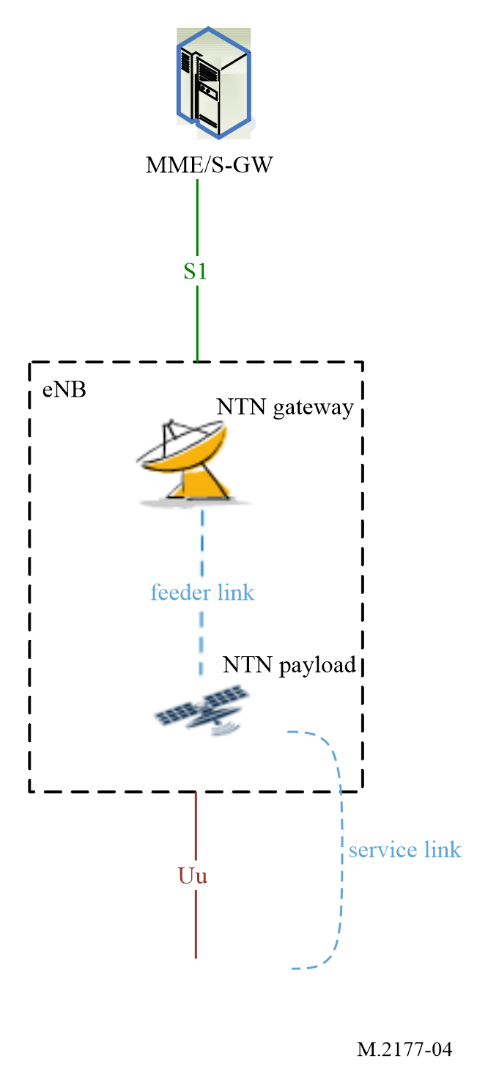 MME/S-GW
S1
eNB
NTN gateway
feeder link
NTN payload
service link
Uu
M.2177-04